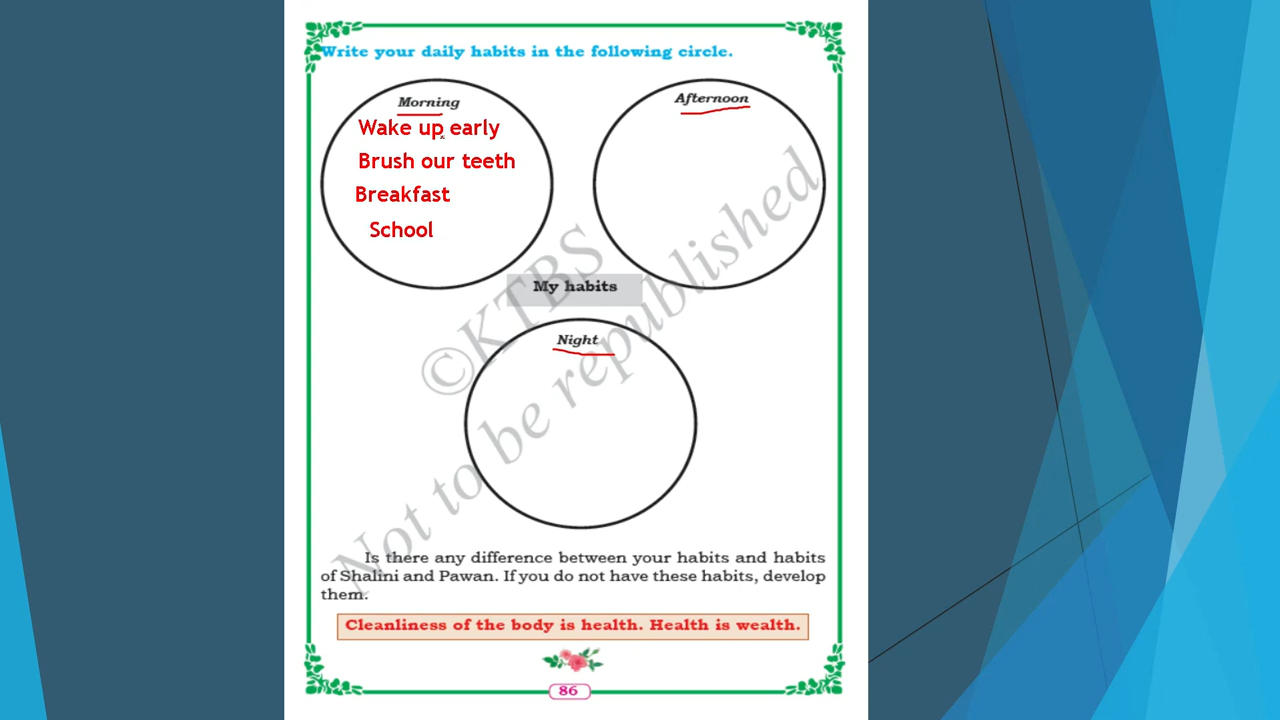 Write your daily habits in the following circle.
Morning
Wake up early
Brush our teeth
Breakfast
School
Afternoon
My habits
Night
©KTBS
Not to be republished
Is there any difference between your habits and habits
of Shalini and Pawan. If you do not have these habits, develop
them.
Cleanliness of the body is health. Health is wealth.
86